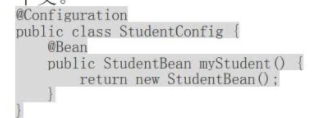 @Configuration
public class StudentConfig {
    @Bean
    public StudentBean myStudent() {
        return new StudentBean();
    }
}